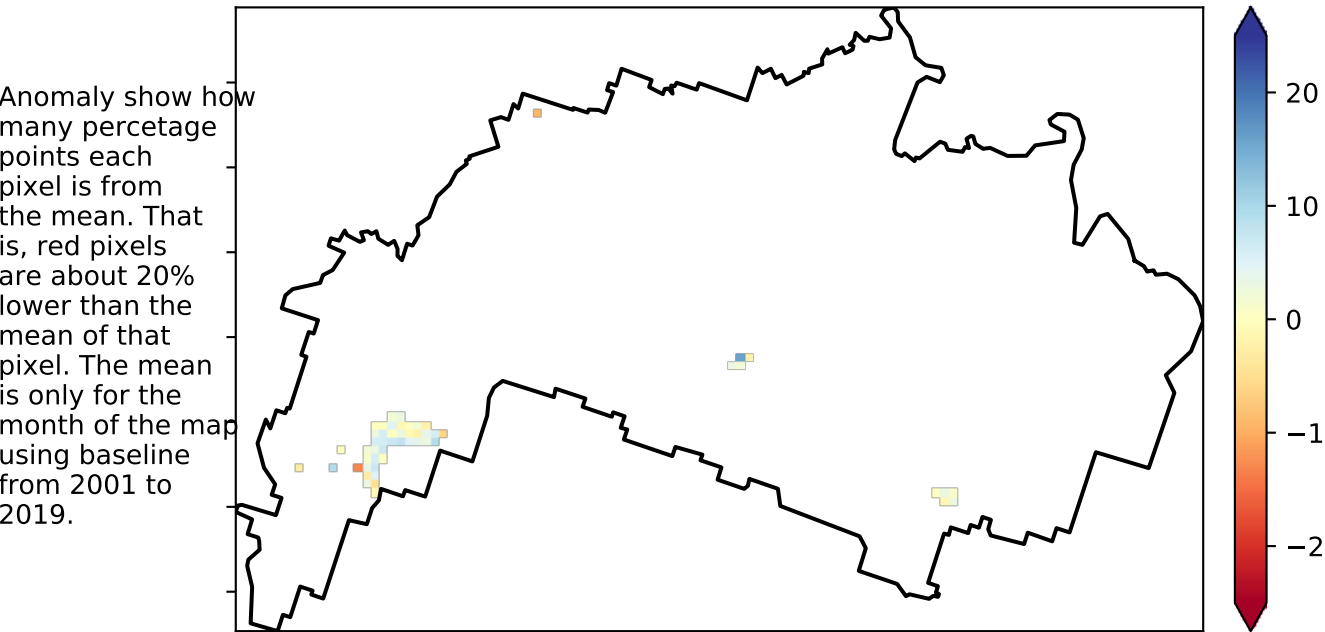 Anomaly show how
many percetage
points each
pixel is from
the mean. That
is, red pixels
are about 20%
lower than the
mean of that
pixel. The mean
is only for the
month of the map
using baseline
from 2001 to
2019.
20
10
0
−1
−2